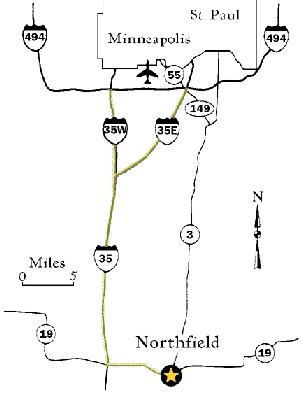 St. Paul
Minneapolis
494
494
55
149
35W
35E
3
N
Miles
0 5
35
19
Northfield
19